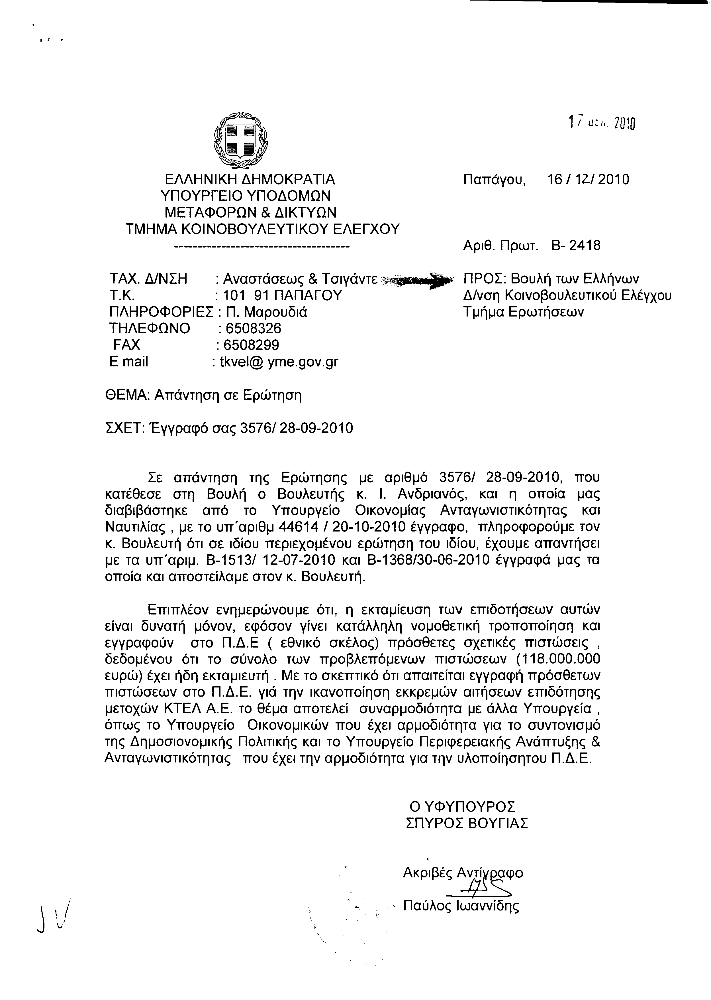 17 ΔΕΚ. 2010
ΕΛΛΗΝΙΚΗ ΔΗΜΟΚΡΑΤΙΑ
ΥΠΟΥΡΓΕΙΟ ΥΠΟΔΟΜΩΝ
ΜΕΤΑΦΟΡΩΝ & ΔΙΚΤΥΩΝ
ΤΜΗΜΑ ΚΟΙΝΟΒΟΥΛΕΥΤΙΚΟΥ ΕΛΕΓΧΟΥ
--------------------------------------
Παπάγου, 16 / 12/ 2010
Αριθ. Πρωτ. Β- 2418
ΤΑΧ. Δ/ΝΣΗ : Αναστάσεως & Τσιγάντε
Τ.Κ. : 101 91 ΠΑΠΑΓΟΥ
ΠΛΗΡΟΦΟΡΙΕΣ : Π. Μαρουδιά
ΤΗΛΕΦΩΝΟ : 6508326
FAX : 6508299
E mail : tkvel@ yme.gov.gr
ΠΡΟΣ: Βουλή των Ελλήνων
Δ/νση Κοινοβουλευτικού Ελέγχου
Τμήμα Ερωτήσεων
ΘΕΜΑ: Απάντηση σε Ερώτηση
ΣΧΕΤ: Έγγραφό σας 3576/ 28-09-2010
Σε απάντηση της Ερώτησης με αριθμό 3576/ 28-09-2010, που
κατέθεσε στη Βουλή ο Βουλευτής κ. Ι. Ανδριανός, και η οποία μας
διαβιβάστηκε από το Υπουργείο Οικονομίας Ανταγωνιστικότητας και
Ναυτιλίας , με το υπ΄αριθμ 44614 / 20-10-2010 έγγραφο, πληροφορούμε τον
κ. Βουλευτή ότι σε ιδίου περιεχομένου ερώτηση του ιδίου, έχουμε απαντήσει
με τα υπ΄αριμ. Β-1513/ 12-07-2010 και Β-1368/30-06-2010 έγγραφά μας τα
οποία και αποστείλαμε στον κ. Βουλευτή.
Επιπλέον ενημερώνουμε ότι, η εκταμίευση των επιδοτήσεων αυτών
είναι δυνατή μόνον, εφόσον γίνει κατάλληλη νομοθετική τροποποίηση και
εγγραφούν στο Π.Δ.Ε ( εθνικό σκέλος) πρόσθετες σχετικές πιστώσεις ,
δεδομένου ότι το σύνολο των προβλεπόμενων πιστώσεων (118.000.000
ευρώ) έχει ήδη εκταμιευτή . Με το σκεπτικό ότι απαιτείται εγγραφή πρόσθετων
πιστώσεων στο Π.Δ.Ε. γιά την ικανοποίηση εκκρεμών αιτήσεων επιδότησης
μετοχών ΚΤΕΛ Α.Ε. το θέμα αποτελεί συναρμοδιότητα με άλλα Υπουργεία ,
όπως το Υπουργείο Οικονομικών που έχει αρμοδιότητα για το συντονισμό
της Δημοσιονομικής Πολιτικής και το Υπουργείο Περιφερειακής Ανάπτυξης &
Ανταγωνιστικότητας που έχει την αρμοδιότητα για την υλοποίησητου Π.Δ.Ε.
Ο ΥΦΥΠΟΥΡΟΣ
ΣΠΥΡΟΣ ΒΟΥΓΙΑΣ
Ακριβές Αντίγραφο
Παύλος Ιωαννίδης